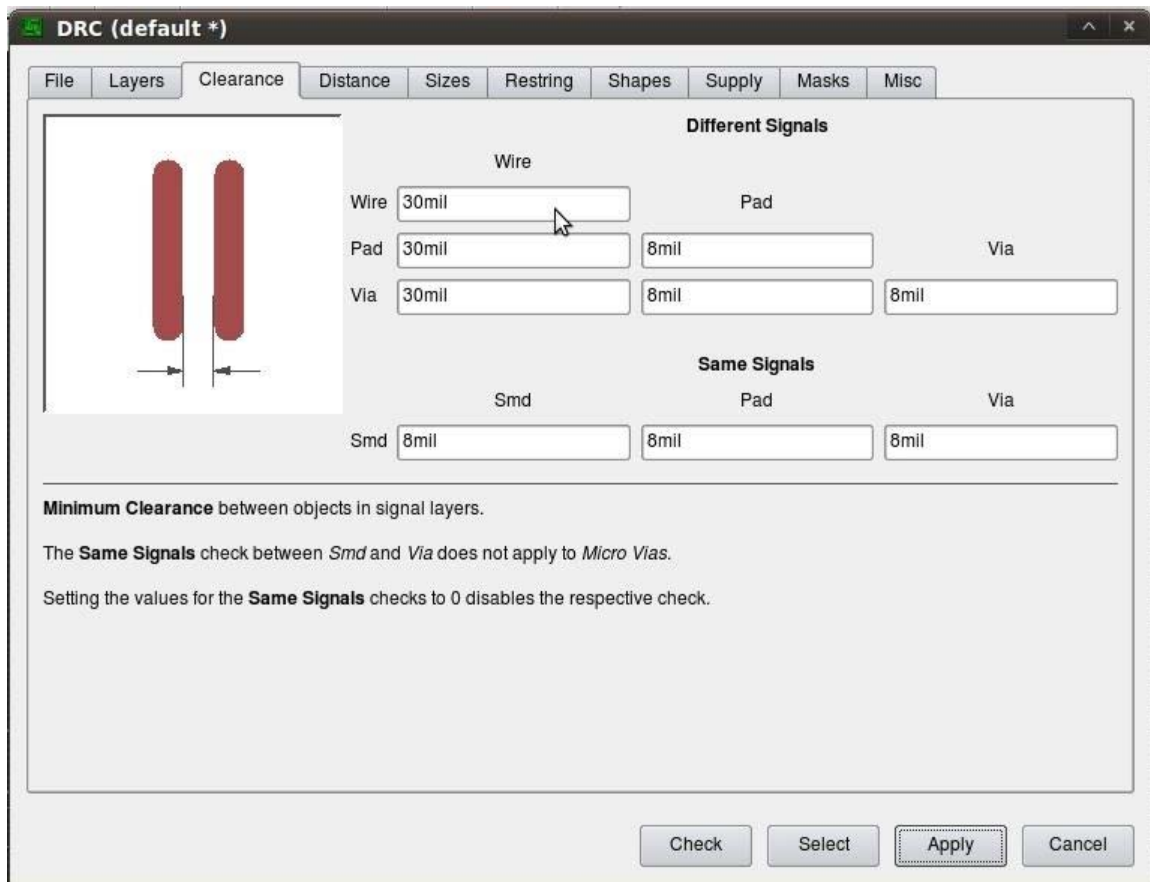 DRC (default *)
File Layers Clearance Distance Sizes Restring Shapes Supply Masks Misc
Different Signals
Wire
Wire 30mil Pad
Pad 30mil 8mil Via
Via 30mil 8mil 8mil
Same Signals
Smd Pad Via
Smd 8mil 8mil 8mil
Minimum Clearance between objects in signal layers.
The Same Signals check between Smd and Via does not apply to Micro Vias.
Setting the values for the Same Signals checks to 0 disables the respective check.
Check Select Apply Cancel